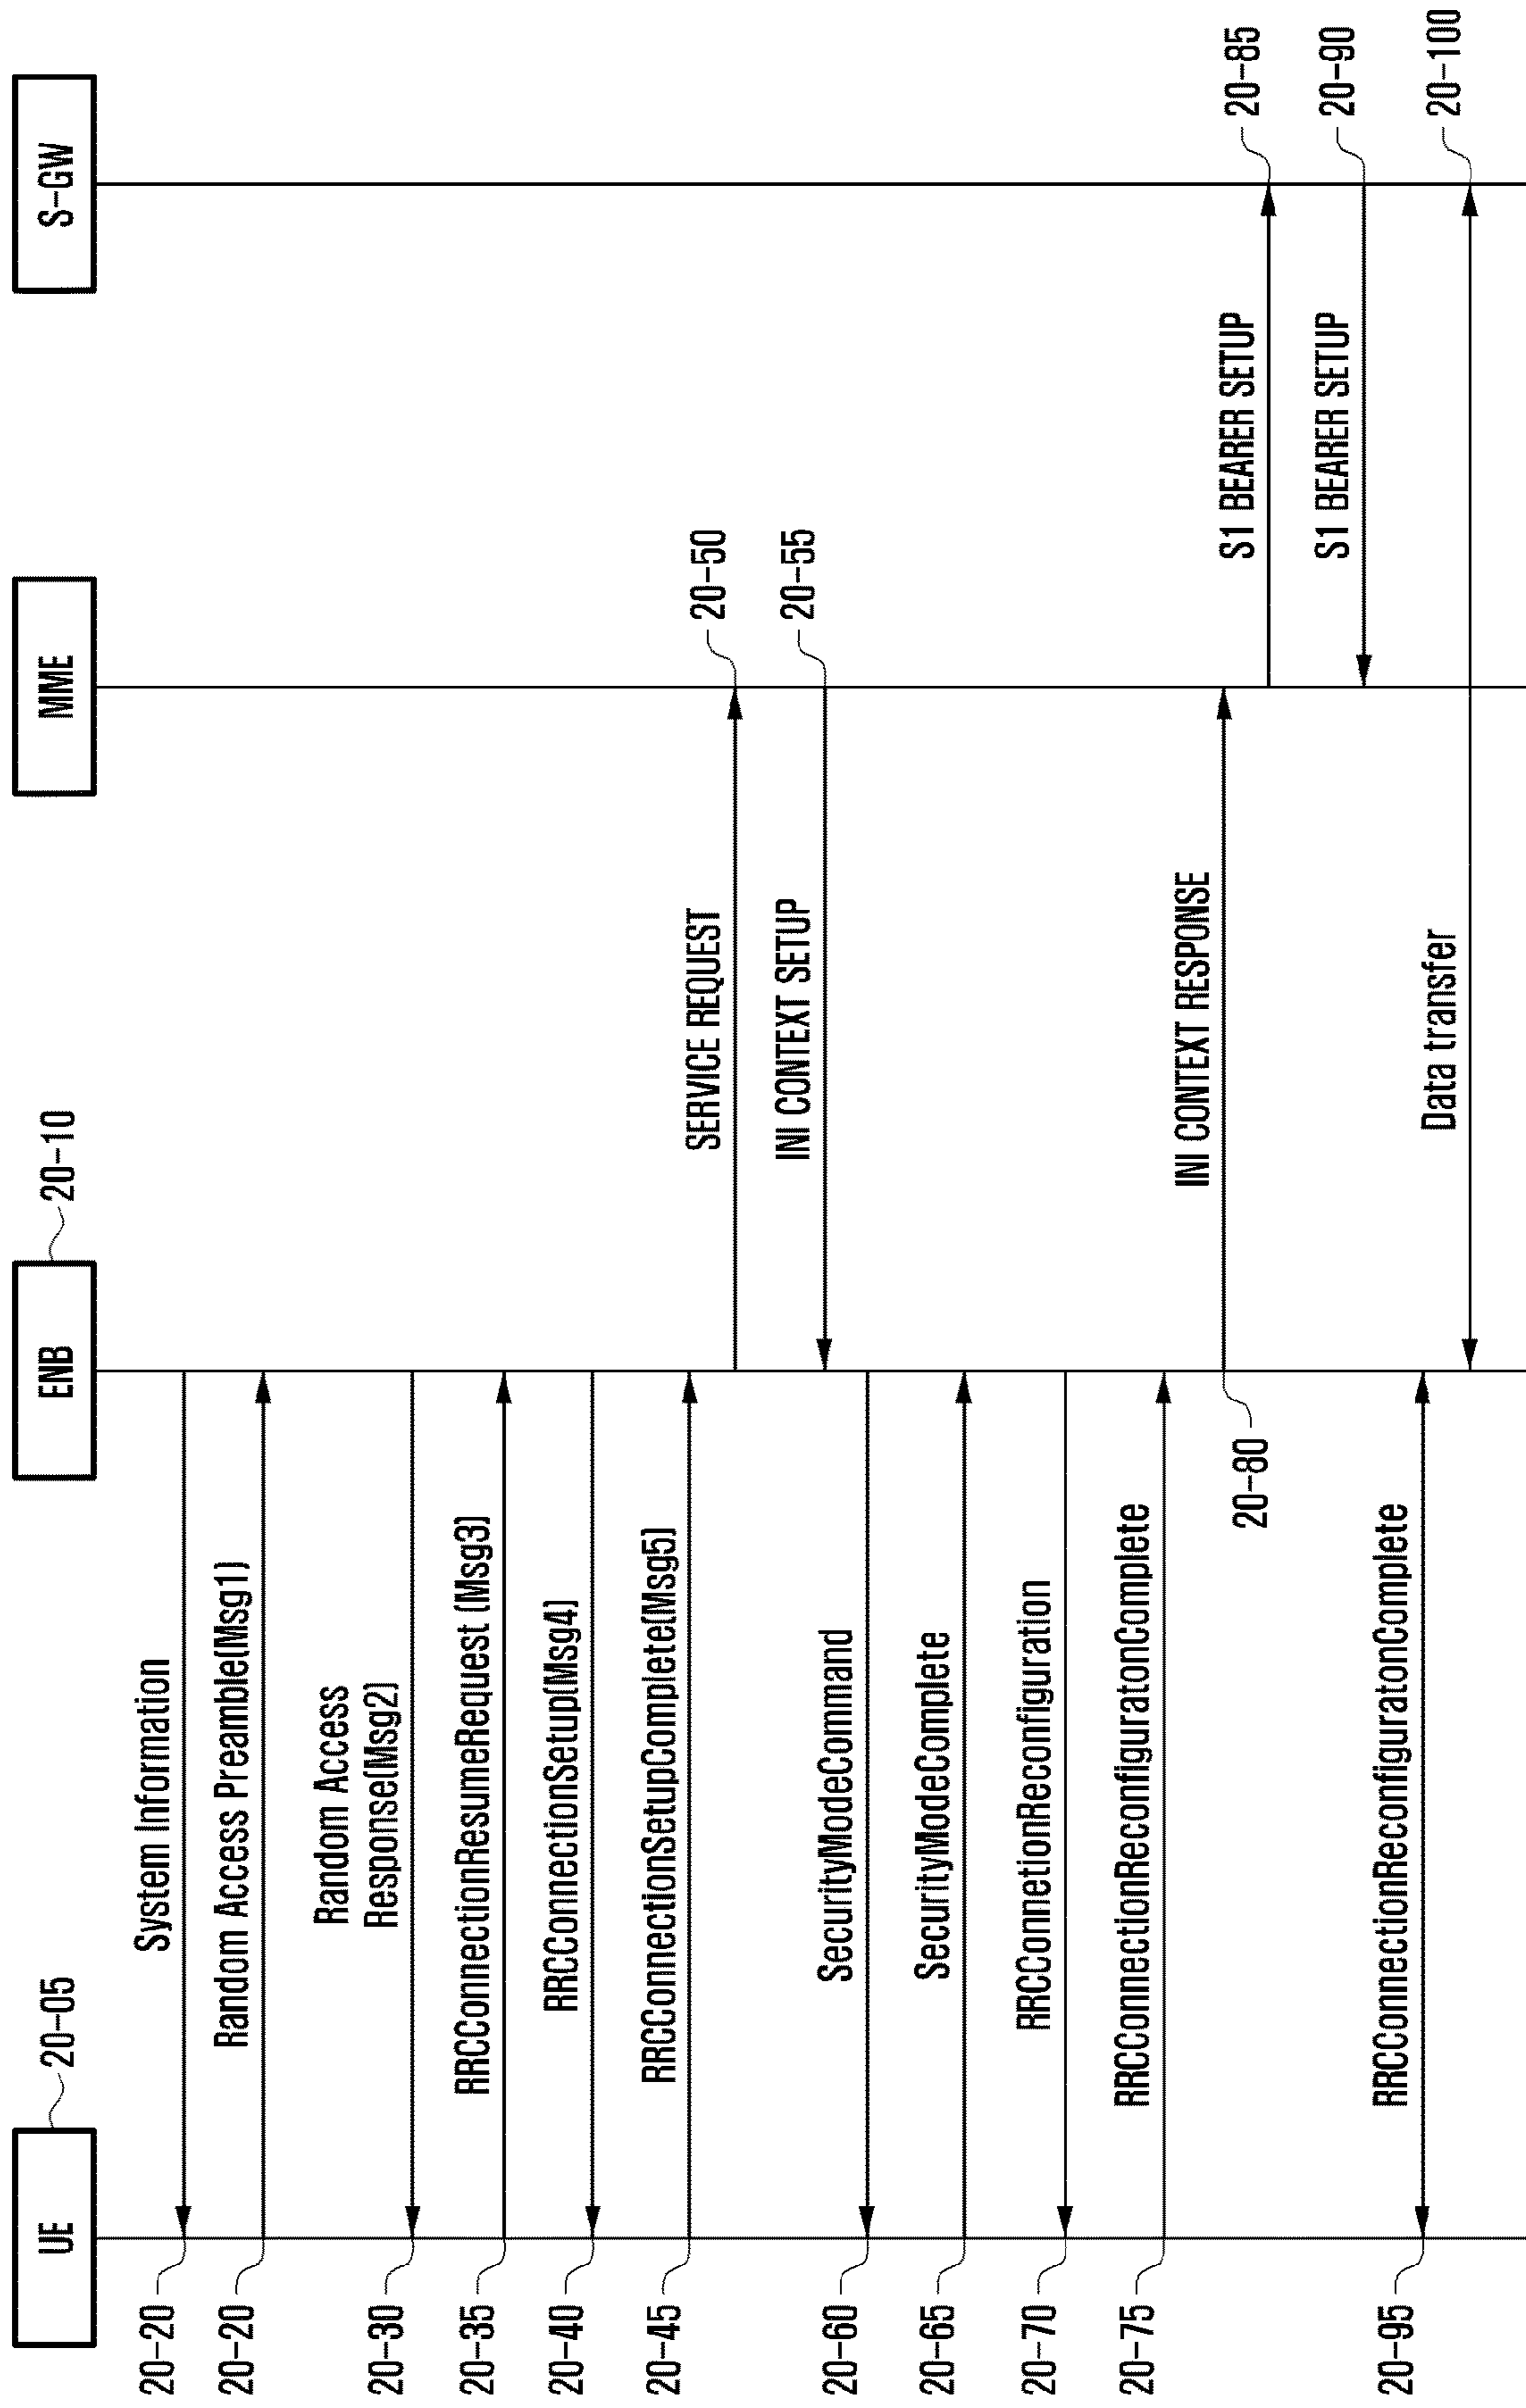 UE
20-05
ENB
20-10
MME
S-GW
20-20
System Information
20-20
Random Access Preamble(Msg1)
20-30
Random Access
Response(Msg2)
20-35
RRCConnectionResumeRequest (Msg3)
20-40
RRCConnectionSetup(Msg4)
20-45
RRCConnectionSetupComplete(Msg5)
SERVICE REQUEST
20-50
INI CONTEXT SETUP
20-55
20-60
SecurityModeCommand
20-65
SecurityModeComplete
20-70
RRCConnetionReconfiguration
20-75
RRCConnectionReconfiguratonComplete
20-80
INI CONTEXT RESPONSE
S1 BEARER SETUP
20-85
S1 BEARER SETUP
20-90
20-95
RRCConnectionReconfiguratonComplete
Data transfer
20-100